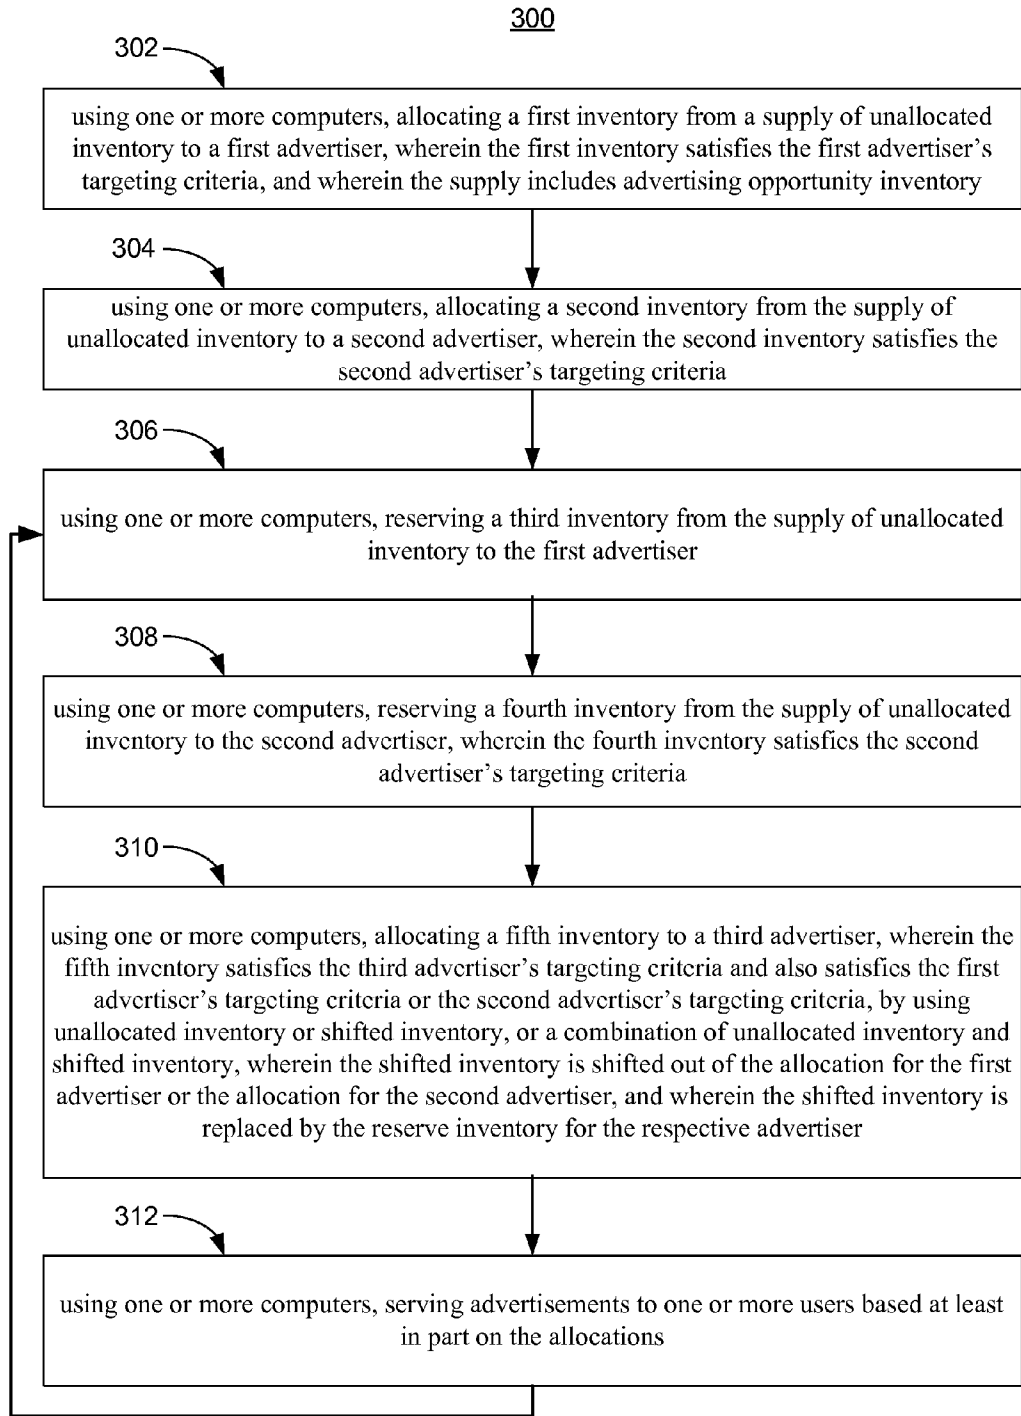 300
302
using one or more computers, allocating a first inventory from a supply of unallocated
inventory to a first advertiser, wherein the first inventory satisfies the first advertiser's
targeting criteria, and wherein the supply includes advertising opportunity inventory
304
using one or more computers, allocating a second inventory from the supply of
unallocated inventory to a second advertiser, wherein the second inventory satisfies the
second advertiser's targeting criteria
306
using one or more computers, reserving a third inventory from the supply of unallocated
inventory to the first advertiser
308
using one or more computers, reserving a fourth inventory from the supply of unallocated
inventory to the second advertiser, wherein the fourth inventory satisfies the second
advertiser's targeting criteria
310
using one or more computers, allocating a fifth inventory to a third advertiser, wherein the
fifth inventory satisfies the third advertiser's targeting criteria and also satisfies the first
advertiser's targeting criteria or the second advertiser's targeting criteria, by using
unallocated inventory or shifted inventory, or a combination of unallocated inventory and
shifted inventory, wherein the shifted inventory is shifted out of the allocation for the first
advertiser or the allocation for the second advertiser, and wherein the shifted inventory is
replaced by the reserve inventory for the respective advertiser
312
using one or more computers, serving advertisements to one or more users based at least
in part on the allocations